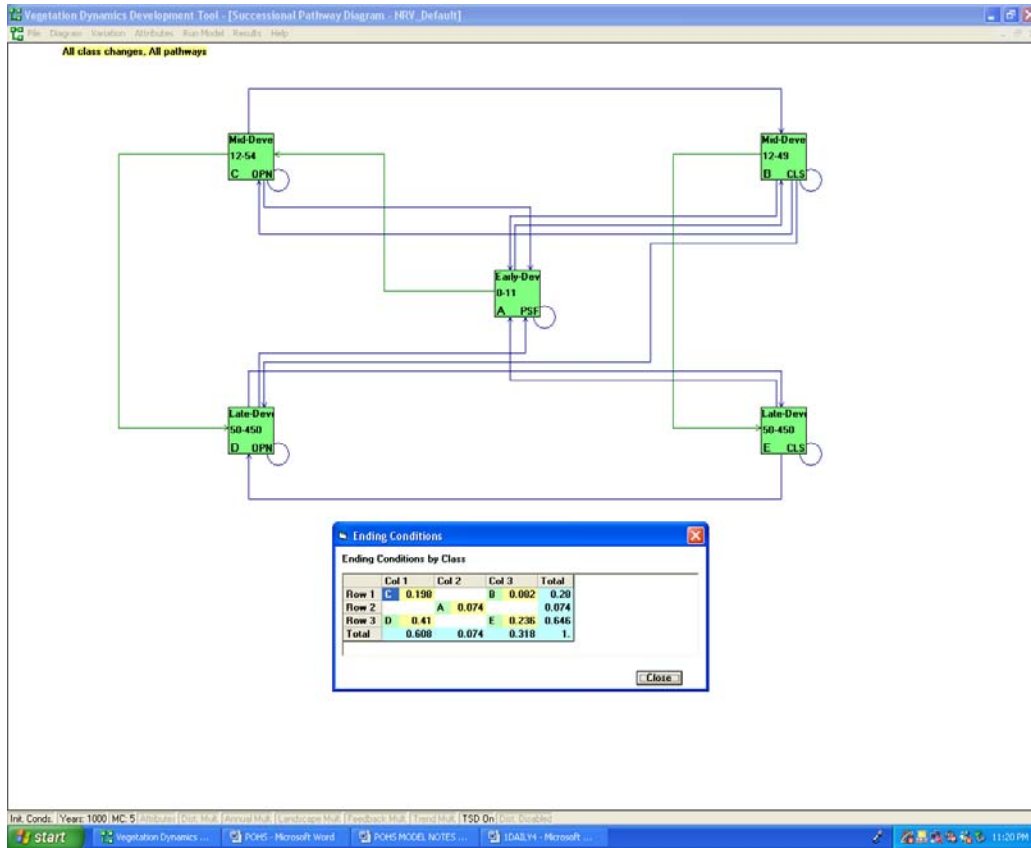 Vegetation Dynamics Development Tool - [Successional Pathway Diagram - NRV_Default]
File Diagram Variation Attributes Run Model Results Help
All class changes, All pathways
Mid-Deve
12-54
C OPN
Mid-Deve
12-49
B CLS
Early-Dev
0-11
A PSF
Late-Deve
50-450
D OPN
Late-Deve
50-450
E CLS
Ending Conditions
Ending Conditions by Class
Col 1 Col 2 Col 3 Total
Row 1 C 0.198 B 0.082 0.28
Row 2 A 0.074 0.074
Row 3 D 0.41 E 0.236 0.646
Total 0.608 0.074 0.318 1.
Close
Init. Conds. Years: 1000 MC: 5 Attributes Dist. Mult. Annual Mult. Landscape Mult. Feedback Mult. Trend Mult. TSD On Dist. Disabled
start Vegetation Dynamics ... POHS - Microsoft Word POHS MODEL NOTES ... 1DAILY4 - Microsoft ... 11:20 PM